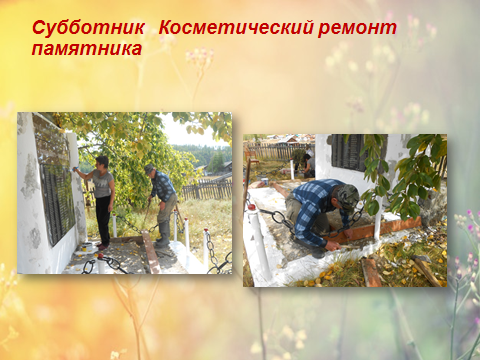 Субботник Косметический ремонт
памятника